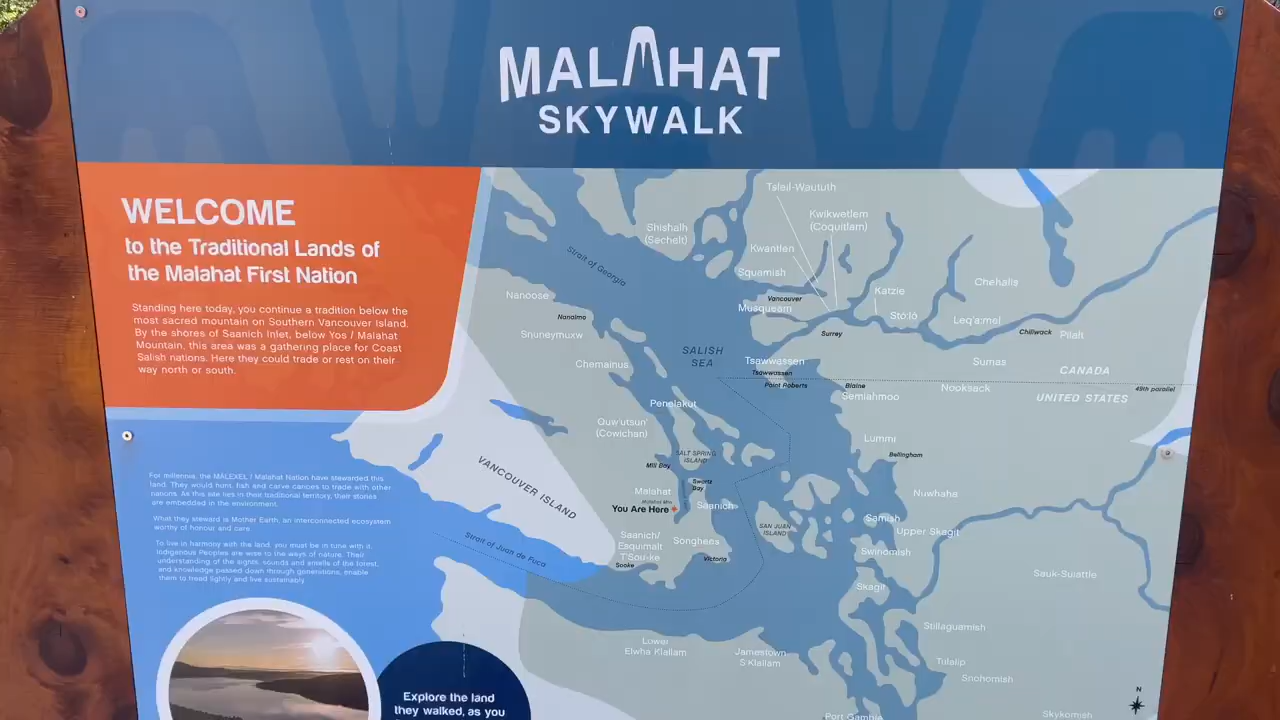 MALAHAT
SKYWALK
WELCOME
to the Traditional Lands of
the Malahat First Nation
Standing here today, you continue a tradition below the
most sacred mountain on Southern Vancouver Island.
By the shores of Saanich Inlet, below Yos / Malahat
Mountain, this area was a gathering place for Coast
Salish nations. Here they could trade or rest on their
way north or south.
For millennia, the MÁLEXEL / Malahat Nation have stewarded this
land. They would hunt, fish and carve canoes to trade with other
nations. As this site lies in their traditional territory, their stories
are embedded in the environment.
What they steward is Mother Earth, an interconnected ecosystem
worthy of honour and care.
To live in harmony with the land, you must be in tune with it.
Indigenous Peoples are wise to the ways of nature. Their
understanding of the sights, sounds and smells of the forest,
and knowledge passed down through generations, enable
them to tread lightly and live sustainably.
Explore the land
they walked, as you
Tsleil-Waututh
Kwikwetlem
(Coquitlam)
Shishalh
(Sechelt)
Kwantlen
Strait of Georgia
Squamish
Chehalis
Katzie
Nanoose
Vancouver
Musqueam
Stó:lō
Leq'a:mel
Nanaimo
Surrey
Chilliwack
Pilalt
Snuneymuxw
SALISH
SEA
Chemainus
Tsawwassen
Sumas
Tsawwassen
CANADA
Point Roberts
Blaine
Nooksack
49th parallel
Semiahmoo
UNITED STATES
Penelakut
Quw'utsun'
(Cowichan)
Lummi
Bellingham
SALT SPRING
ISLAND
Mill Bay
VANCOUVER ISLAND
Swartz
Bay
Malahat
Nuwhaha
Malahat Mtn
You Are Here
Saanich
Samish
SAN JUAN
ISLAND
Upper Skagit
Saanich/
Esquimalt
T'Sou-ke
Songhees
Strait of Juan de Fuca
Swinomish
Victoria
Sooke
Sauk-Suiattle
Skagit
Stillaguamish
Lower
Elwha Klallam
Jamestown
S'Klallam
Tulalip
Snohomish
N
Skykomish
Port Gamble